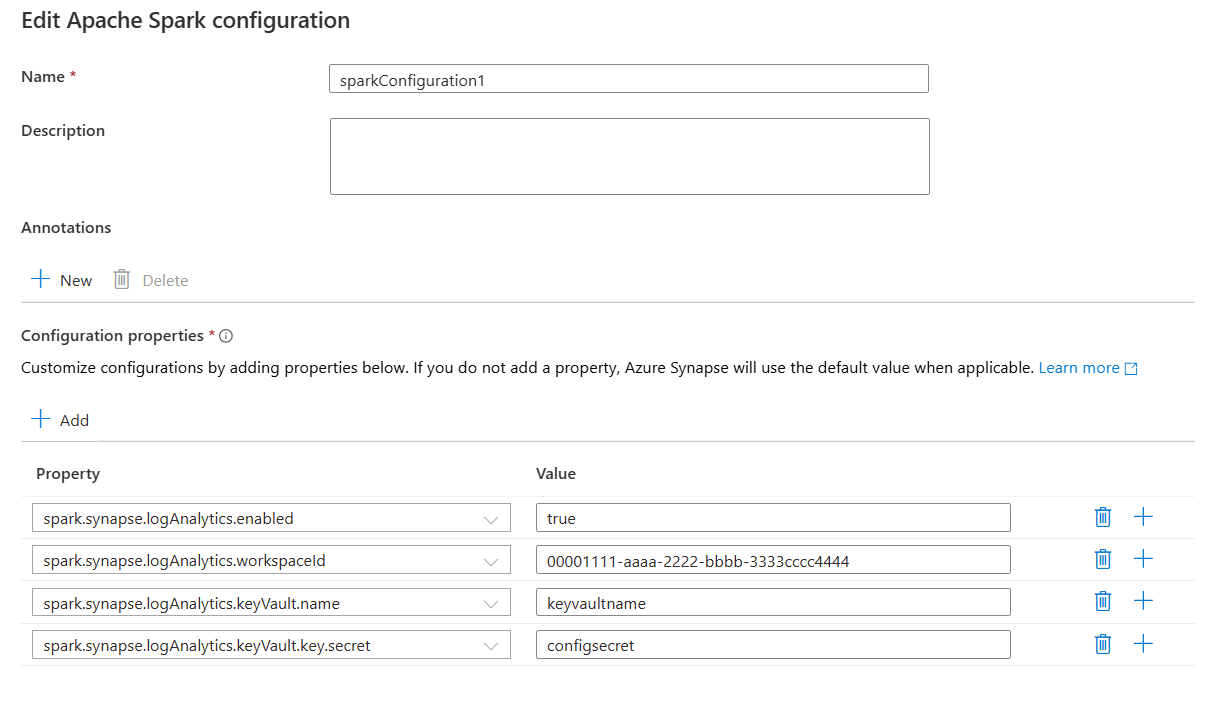 Edit Apache Spark configuration
Name *
sparkConfiguration1
Description
Annotations
New Delete
Configuration properties *
Customize configurations by adding properties below. If you do not add a property, Azure Synapse will use the default value when applicable. Learn more
Add
Property Value
spark.synapse.logAnalytics.enabled true
spark.synapse.logAnalytics.workspaceId 00001111-aaaa-2222-bbbb-3333cccc4444
spark.synapse.logAnalytics.keyVault.name keyvaultname
spark.synapse.logAnalytics.keyVault.key.secret configsecret